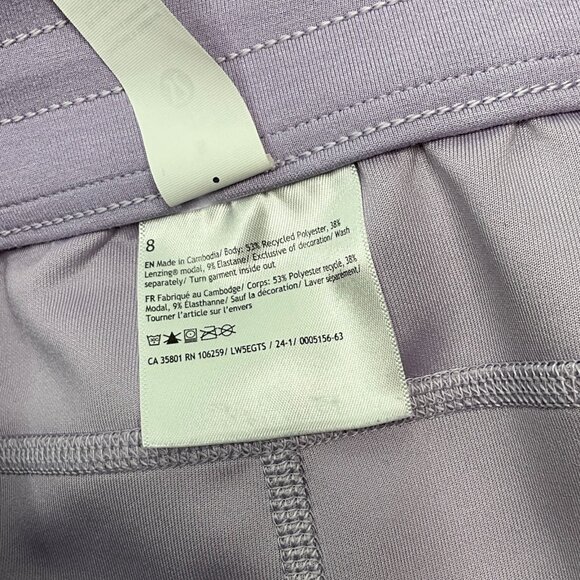 8
EN Made in Cambodia/ Body: 53% Recycled Polyester, 38%
Lenzing® modal, 9% Elastane/ Exclusive of decoration/ Wash
separately/ Turn garment inside out
FR Fabriqué au Cambodge/ Corps: 53% Polyester recyclé, 38%
Modal, 9% Élasthanne/ Sauf la décoration/ Laver séparément/
Tourner l'article sur l'envers
CA 35801 RN 106259/ LW5EGTS / 24-1/ 0005156-63